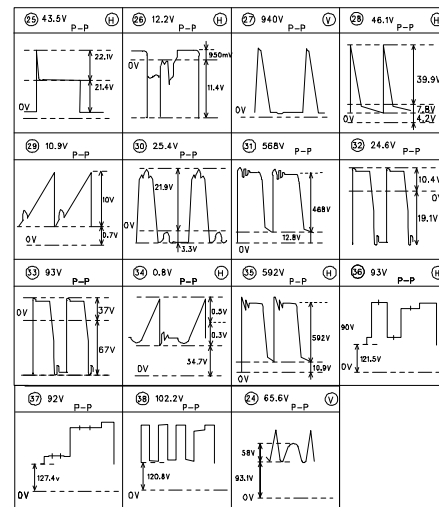 25 43.5V P-P H
22.1V
21.4V
0V
26 12.2V P-P H
0V
950mV
11.4V
27 940V P-P V
0V
28 46.1V P-P H
39.9V
7.8V
4.2V
0V
29 10.9V P-P H
10V
0.7V
0V
30 25.4V P-P H
21.9V
0V
3.3V
31 568V P-P H
468V
0V
12.8V
32 24.6V P-P H
10.4V
0V
19.1V
33 93V P-P H
37V
0V
67V
34 0.8V P-P H
0.5V
0.3V
34.7V
0V
35 592V P-P H
592V
10.9V
0V
36 93V P-P H
90V
121.5V
0V
37 92V P-P
127.4v
0V
38 102.2V P-P
120.8V
0V
24 65.6V P-P V
58V
93.1V
0V